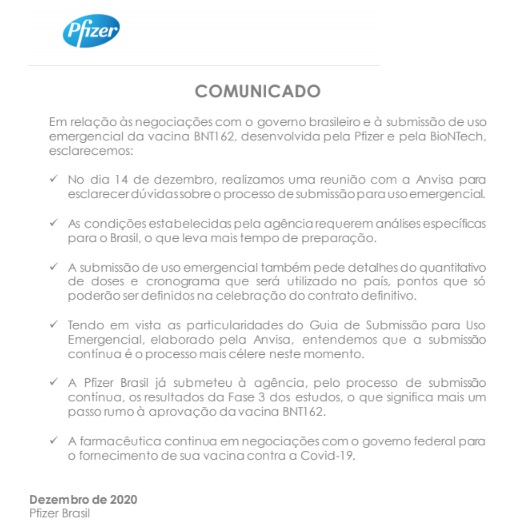 Pfizer
COMUNICADO
Em relação às negociações com o governo brasileiro e à submissão de uso
emergencial da vacina BNT162, desenvolvida pela Pfizer e pela BioNTech,
esclarecemos:
✓ No dia 14 de dezembro, realizamos uma reunião com a Anvisa para
esclarecer dúvidas sobre o processo de submissão para uso emergencial.
✓ As condições estabelecidas pela agência requerem análises específicas
para o Brasil, o que leva mais tempo de preparação.
✓ A submissão de uso emergencial também pede detalhes do quantitativo
de doses e cronograma que será utilizado no país, pontos que só
poderão ser definidos na celebração do contrato definitivo.
✓ Tendo em vista as particularidades do Guia de Submissão para Uso
Emergencial, elaborado pela Anvisa, entendemos que a submissão
contínua é o processo mais célere neste momento.
✓ A Pfizer Brasil já submeteu à agência, pelo processo de submissão
contínua, os resultados da Fase 3 dos estudos, o que significa mais um
passo rumo à aprovação da vacina BNT162.
✓ A farmacêutica continua em negociações com o governo federal para
o fornecimento de sua vacina contra a Covid-19.
Dezembro de 2020
Pfizer Brasil